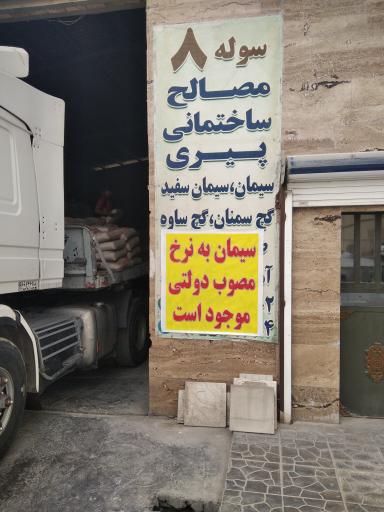 سوله ۸
مصالح
ساختمانی
پیری
سیمان، سیمان سفید
گچ سمنان، گچ ساوه
سیمان به نرخ
مصوب دولتی
موجود است